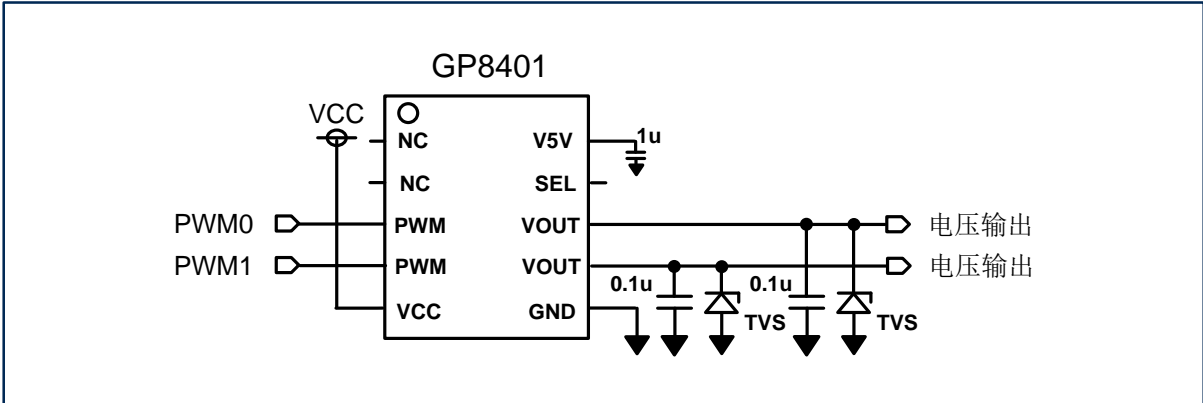 GP8401
VCC
NC
V5V
1u
NC
SEL
PWM0
PWM
VOUT
电压输出
PWM1
PWM
VOUT
电压输出
VCC
GND
0.1u
TVS
0.1u
TVS